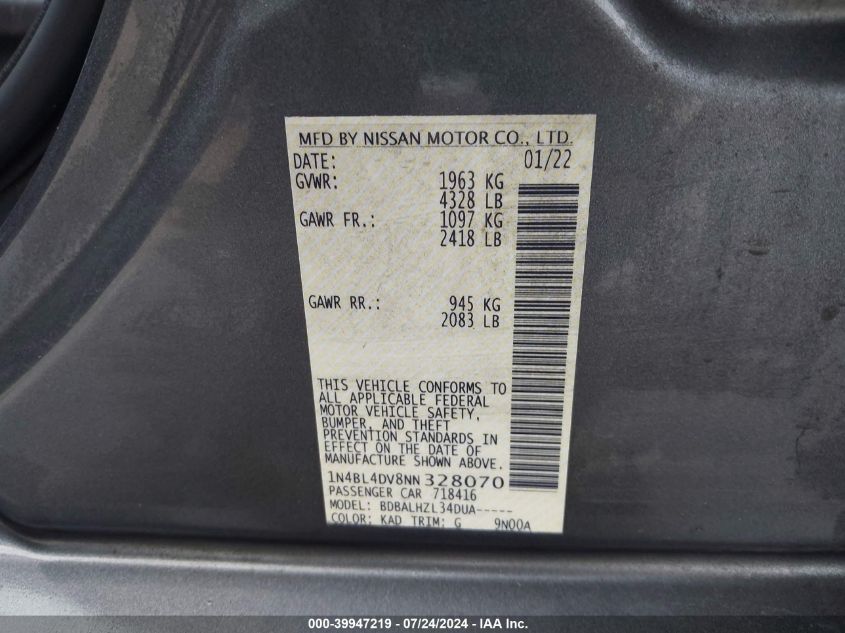 MFD BY NISSAN MOTOR CO., LTD.
DATE: 01/22
GVWR: 1963 KG
4328 LB
GAWR FR.: 1097 KG
2418 LB
GAWR RR.: 945 KG
2083 LB
THIS VEHICLE CONFORMS TO
ALL APPLICABLE FEDERAL
MOTOR VEHICLE SAFETY,
BUMPER, AND THEFT
PREVENTION STANDARDS IN
EFFECT ON THE DATE OF
MANUFACTURE SHOWN ABOVE.
1N4BL4DV8NN328070
PASSENGER CAR 718416
MODEL: BDBALHZL34DUA-----
COLOR: KAD TRIM: G 9N00A
000-39947219 - 07/24/2024 - IAA Inc.